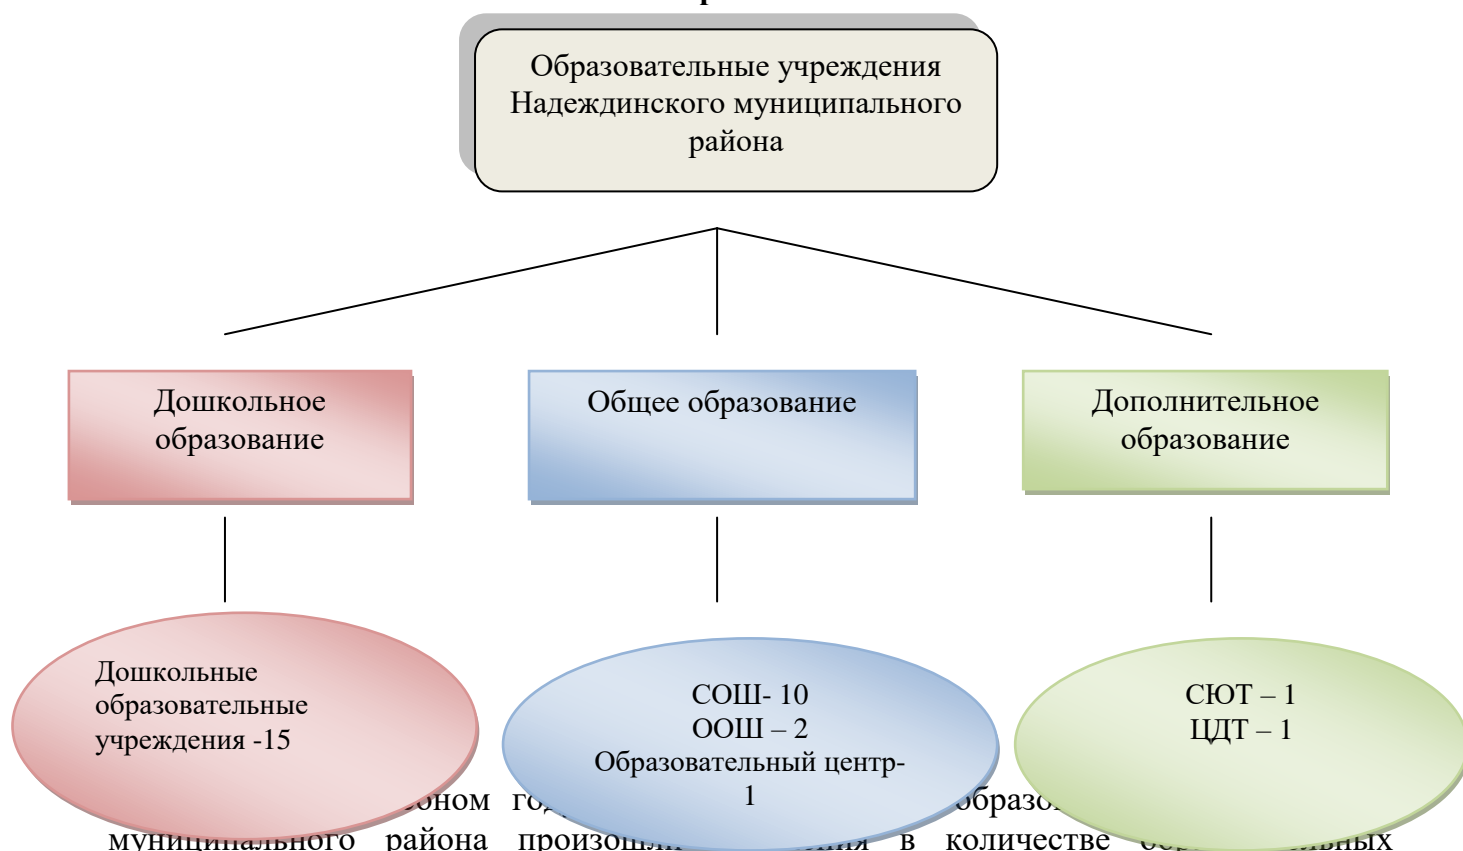 Образовательные учреждения
Надеждинского муниципального
района
Дошкольное
образование
Общее образование
Дополнительное
образование
Дошкольные
образовательные
учреждения -15
СОШ- 10
ООШ – 2
Образовательный центр-
1
СЮТ – 1
ЦДТ – 1
муниципального района в количестве